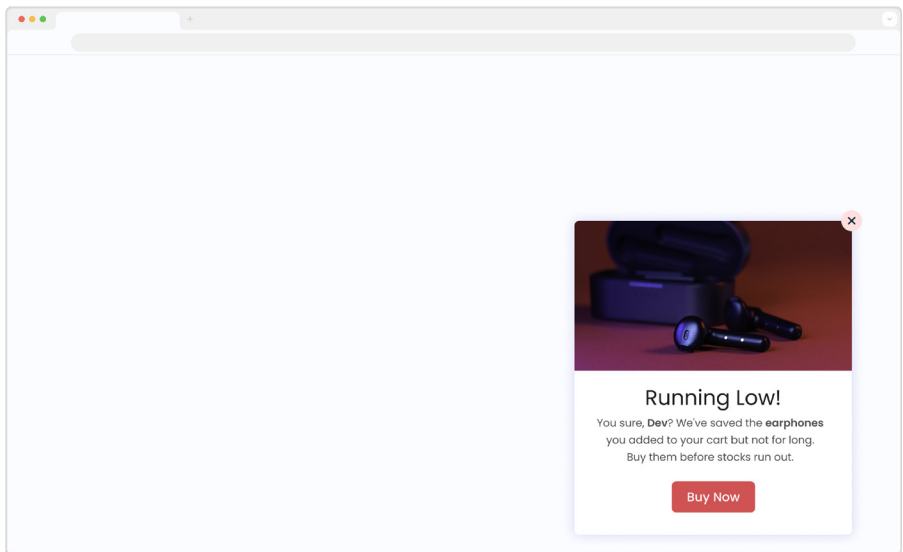 Running Low!
You sure, Dev? We've saved the earphones
you added to your cart but not for long.
Buy them before stocks run out.
Buy Now